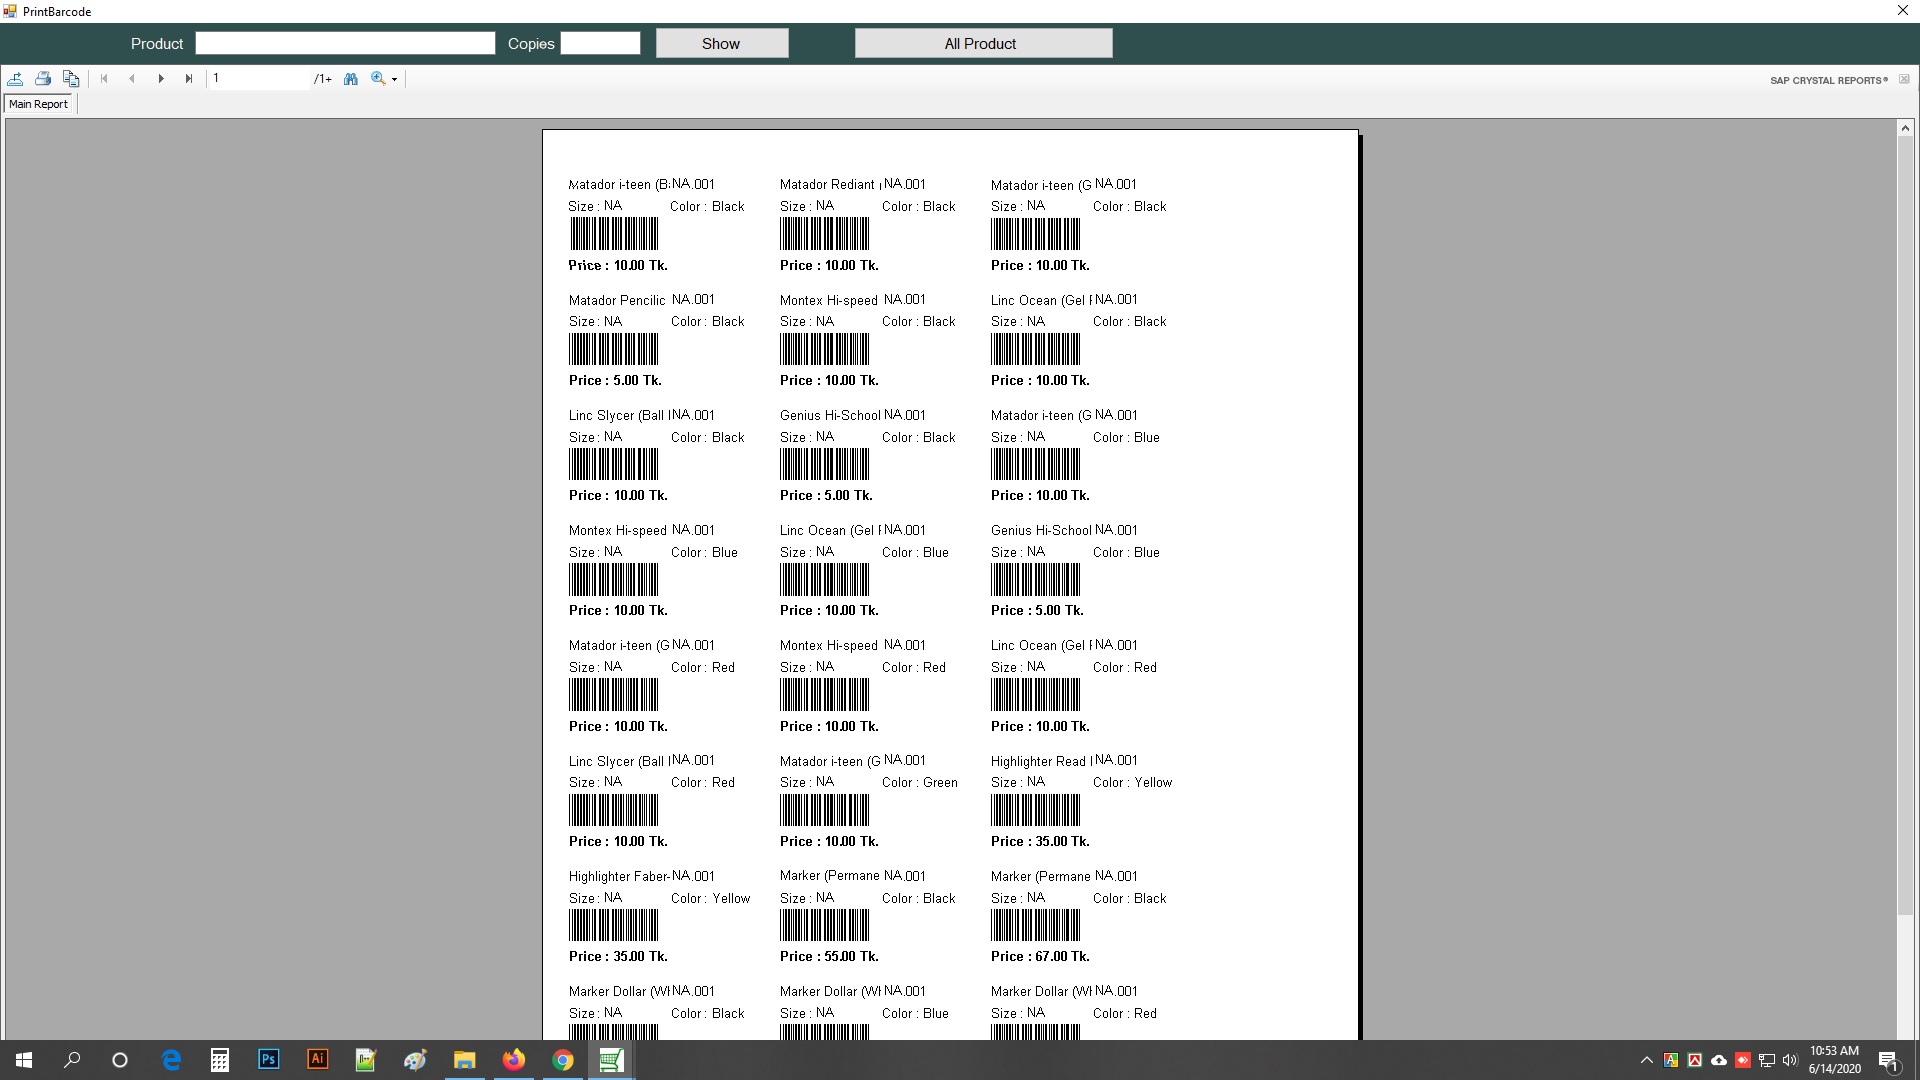 PrintBarcode
Product Copies Show All Product
1 /1+ SAP CRYSTAL REPORTS®
Main Report
Matador i-teen (B NA.001 Matador Rediant NA.001 Matador i-teen (G NA.001
Size : NA Color : Black Size : NA Color : Black Size : NA Color : Black
Price : 10.00 Tk. Price : 10.00 Tk. Price : 10.00 Tk.
Matador Pencilic NA.001 Montex Hi-speed NA.001 Linc Ocean (Gel NA.001
Size : NA Color : Black Size : NA Color : Black Size : NA Color : Black
Price : 5.00 Tk. Price : 10.00 Tk. Price : 10.00 Tk.
Linc Slycer (Ball NA.001 Genius Hi-School NA.001 Matador i-teen (G NA.001
Size : NA Color : Black Size : NA Color : Black Size : NA Color : Blue
Price : 10.00 Tk. Price : 5.00 Tk. Price : 10.00 Tk.
Montex Hi-speed NA.001 Linc Ocean (Gel NA.001 Genius Hi-School NA.001
Size : NA Color : Blue Size : NA Color : Blue Size : NA Color : Blue
Price : 10.00 Tk. Price : 10.00 Tk. Price : 5.00 Tk.
Matador i-teen (G NA.001 Montex Hi-speed NA.001 Linc Ocean (Gel NA.001
Size : NA Color : Red Size : NA Color : Red Size : NA Color : Red
Price : 10.00 Tk. Price : 10.00 Tk. Price : 10.00 Tk.
Linc Slycer (Ball NA.001 Matador i-teen (G NA.001 Highlighter Read NA.001
Size : NA Color : Red Size : NA Color : Green Size : NA Color : Yellow
Price : 10.00 Tk. Price : 10.00 Tk. Price : 35.00 Tk.
Highlighter Faber- NA.001 Marker (Permane NA.001 Marker (Permane NA.001
Size : NA Color : Yellow Size : NA Color : Black Size : NA Color : Black
Price : 35.00 Tk. Price : 55.00 Tk. Price : 67.00 Tk.
Marker Dollar (Wh NA.001 Marker Dollar (Wh NA.001 Marker Dollar (Wh NA.001
Size : NA Color : Black Size : NA Color : Blue Size : NA Color : Red
Ps Ai 10:53 AM
6/14/2020 1